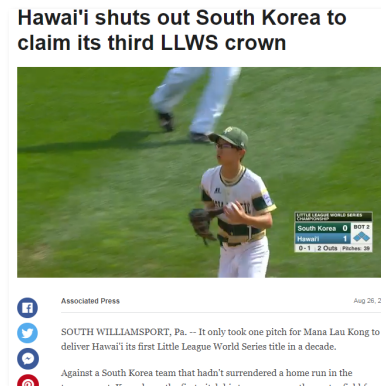 Hawai'i shuts out South Korea to
claim its third LLWS crown
LITTLE LEAGUE WORLD SERIES
CHAMPIONSHIP
South Korea 0 BOT 2
Hawai'i 1
0-1 2 Outs Pitches: 39
Associated Press
Aug 26, 2
SOUTH WILLIAMSPORT, Pa. -- It only took one pitch for Mana Lau Kong to
deliver Hawai'i its first Little League World Series title in a decade.
Against a South Korea team that hadn't surrendered a home run in the